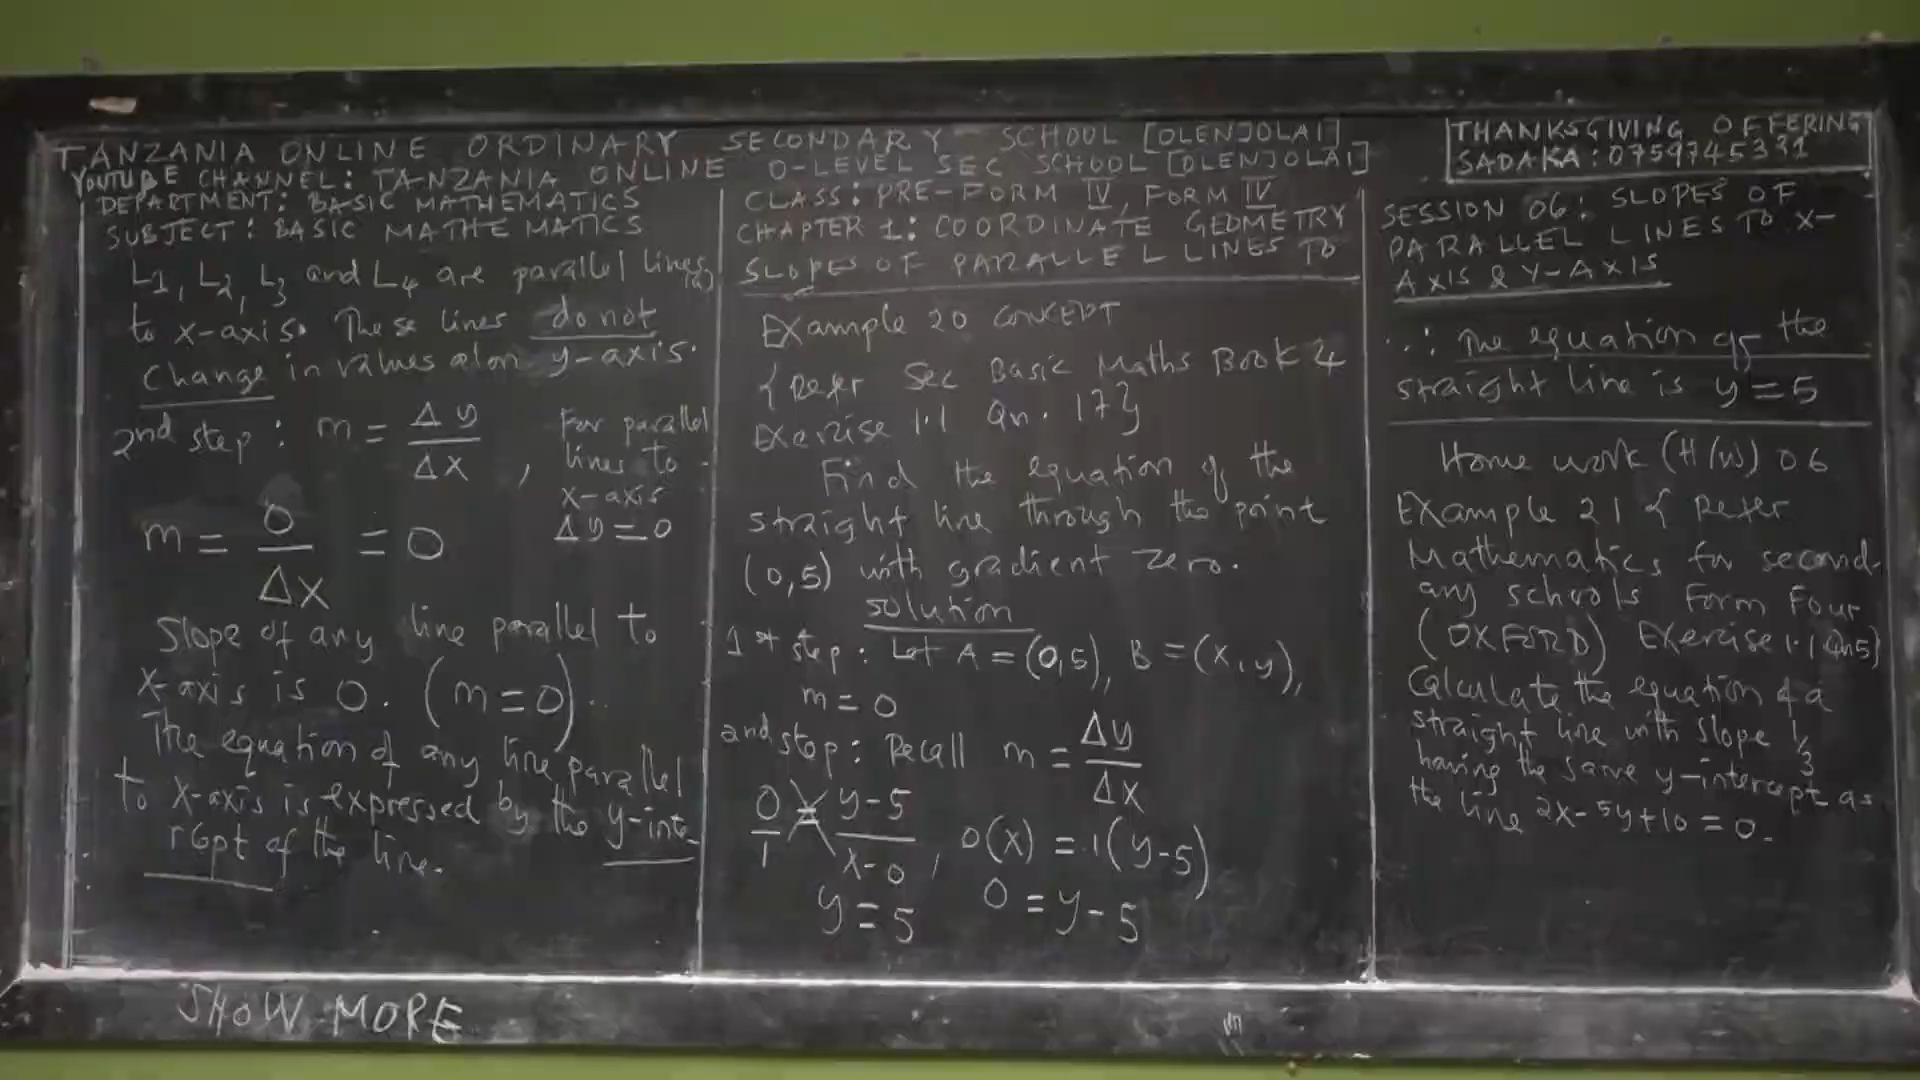 TANZANIA ONLINE ORDINARY SECONDARY SCHOOL [OLENJOLAI]
YOUTUBE CHANNEL: TANZANIA ONLINE O-LEVEL SEC SCHOOL [OLENJOLAI]
THANKSGIVING OFFERING
SADAKA: 0759745331
DEPARTMENT: BASIC MATHEMATICS
SUBJECT: BASIC MATHEMATICS
L1, L2, L3 and L4 are parallel lines
to x-axis. These lines do not
change in values alon y-axis.
2nd step: m = Δy/Δx , For parallel
lines to
x-axis
Δy=0
m = 0/Δx = 0
Slope of any line parallel to
x-axis is 0. (m=0).
The equation of any line parallel
to x-axis is expressed by the y-inte
rcept of the line.
CLASS: PRE-FORM IV, FORM IV
CHAPTER 1: COORDINATE GEOMETRY
SLOPES OF PARALLEL LINES TO
Example 20 CONCEPT
{Refer Sec Basic Maths Book 4
Exercise 1.1 Qn. 17}
Find the equation of the
straight line through the point
(0,5) with gradient zero.
solution
1st step: Let A = (0,5), B = (x,y),
m = 0
2nd step: Recall m = Δy/Δx
0/1 = y-5/x-0, 0(x) = 1(y-5)
y = 5 0 = y-5
SESSION 06: SLOPES OF
PARALLEL LINES TO X-
AXIS & Y-AXIS
∴ The equation of the
straight line is y = 5
Home work (H/W) 06
Example 21 { Refer
Mathematics for second-
ary schools Form Four
(OXFORD) Exercise 1.1 Qn5)
Calculate the equation of a
straight line with slope 1/3
having the same y-intercept as
the line 2x-5y+10=0.
SHOW MORE